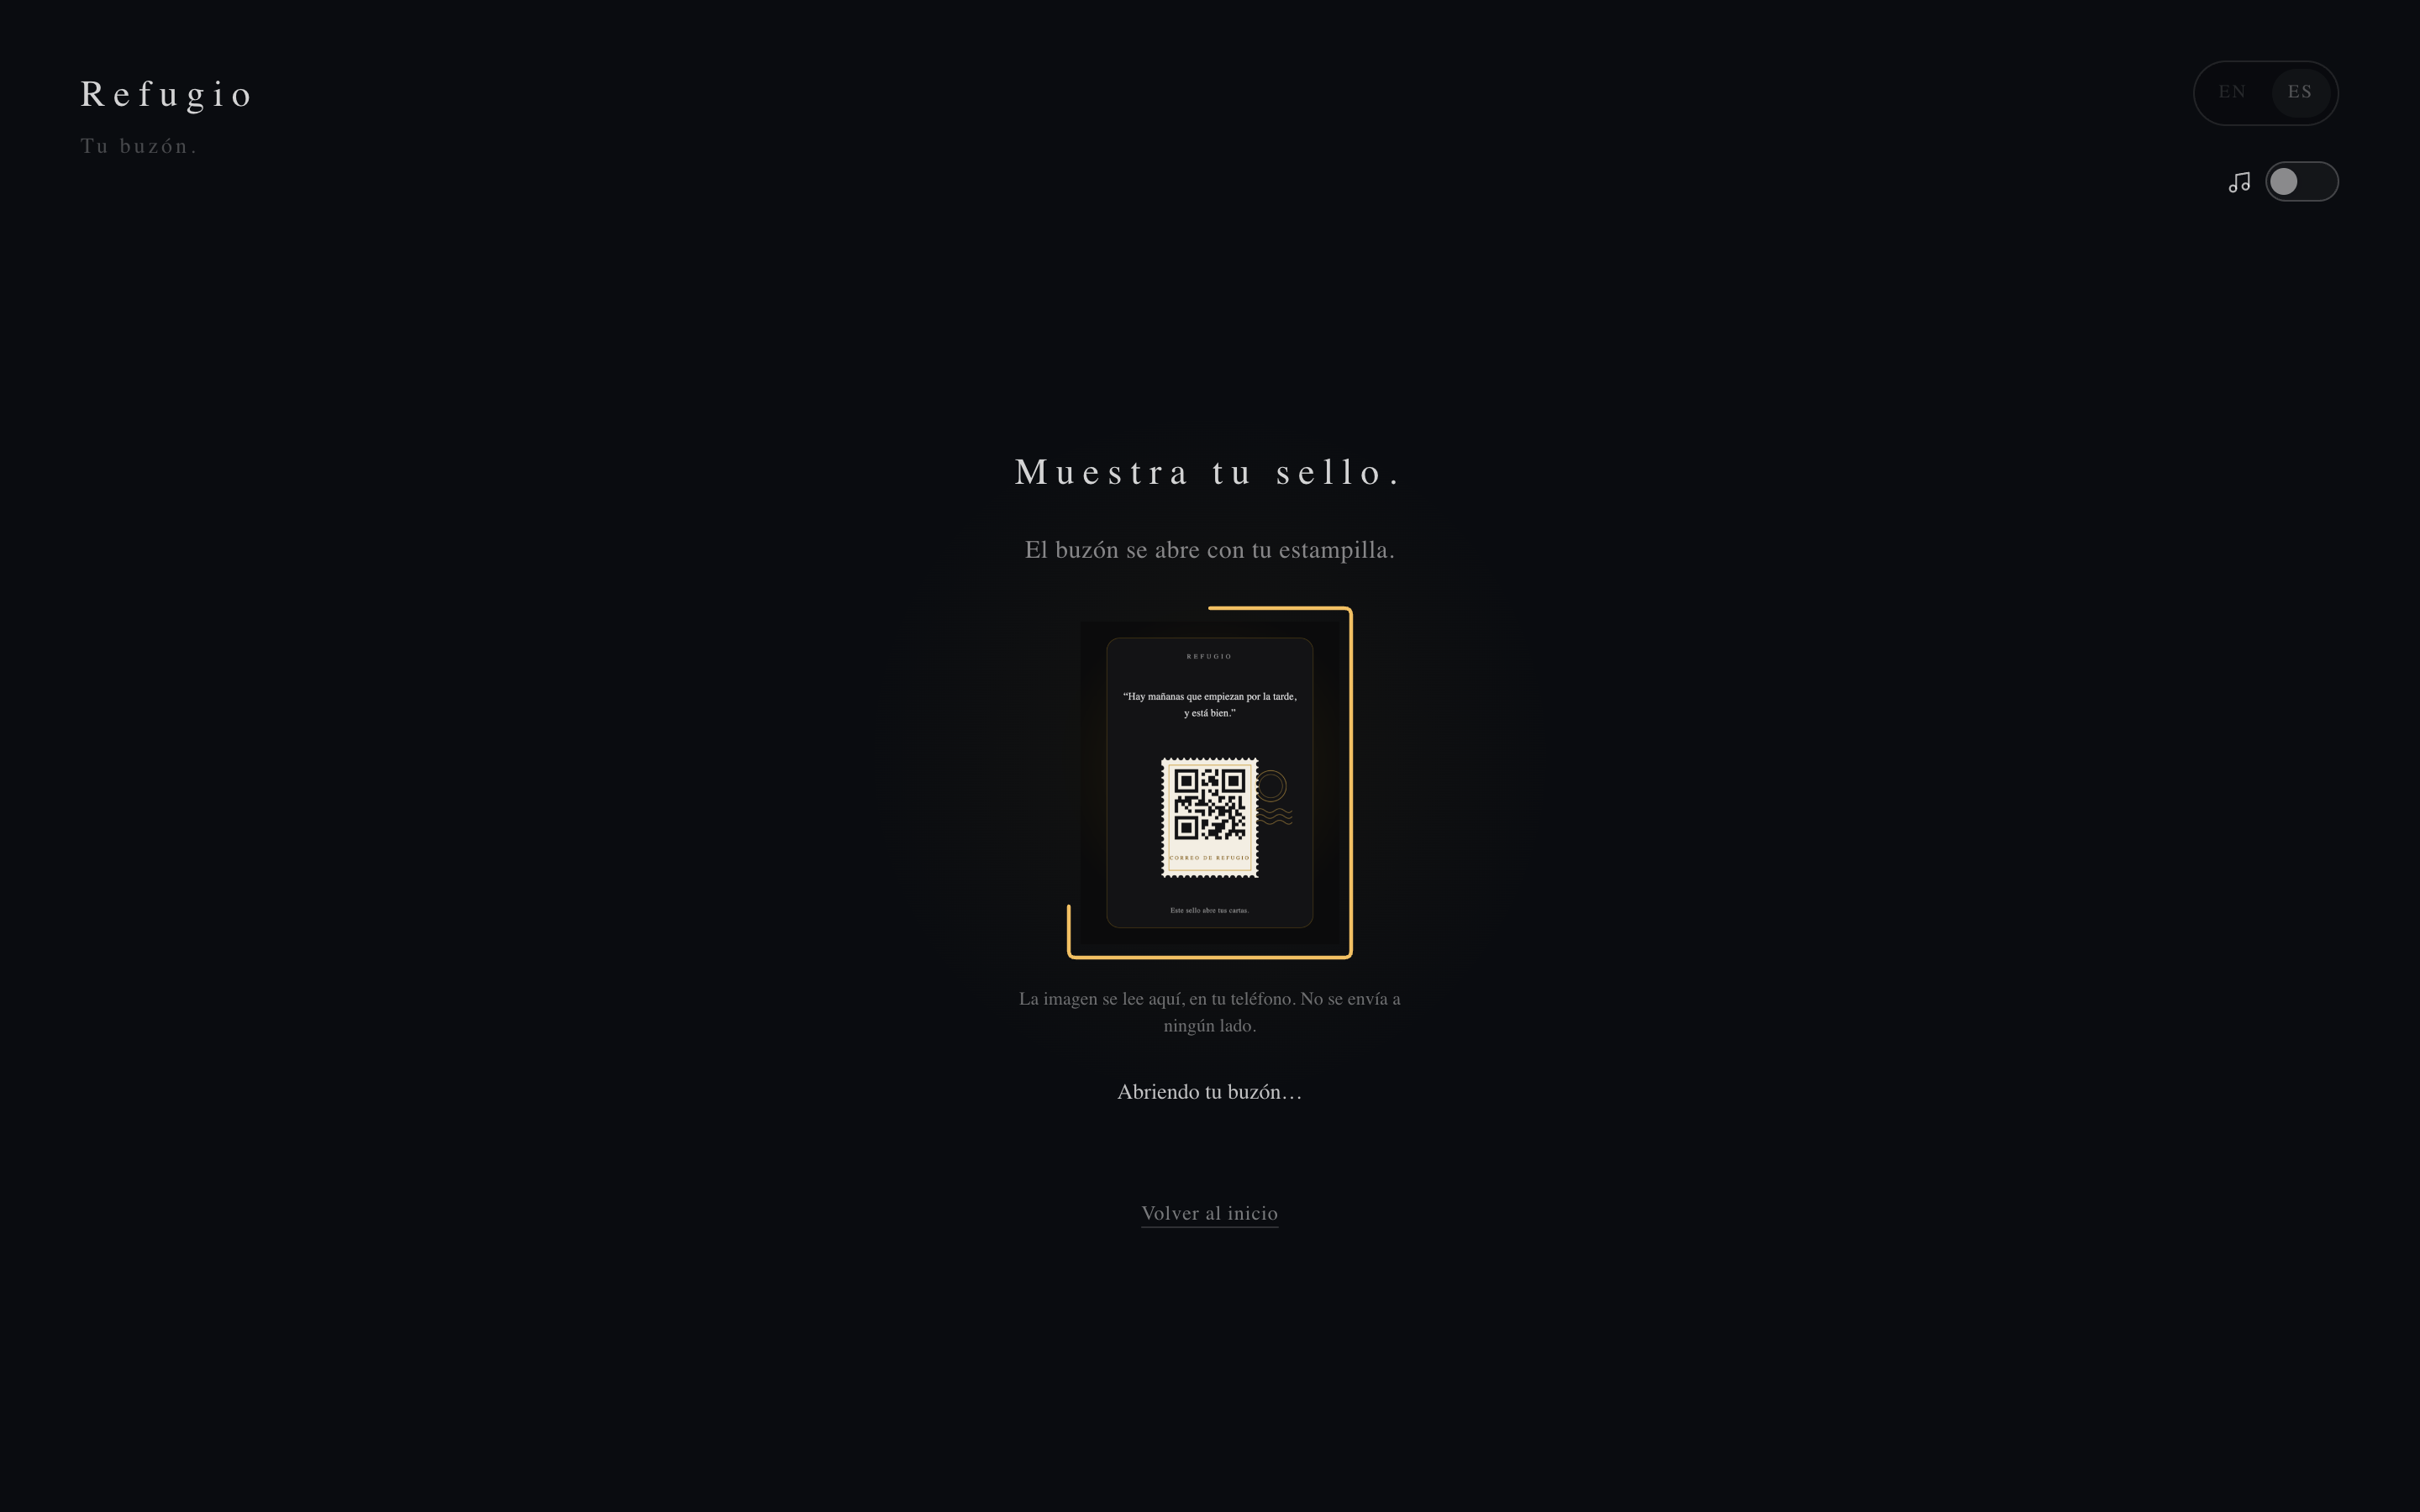 Refugio
Tu buzón.
EN ES
Muestra tu sello.
El buzón se abre con tu estampilla.
REFUGIO
“Hay mañanas que empiezan por la tarde,
y está bien.”
CORREO DE REFUGIO
Este sello abre tus cartas.
La imagen se lee aquí, en tu teléfono. No se envía a
ningún lado.
Abriendo tu buzón…
Volver al inicio